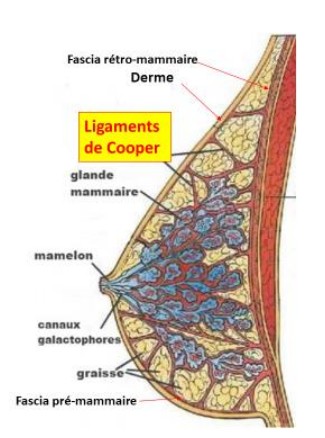 Fascia rétro-mammaire
Derme
Ligaments
de Cooper
glande
mammaire
mamelon
canaux
galactophores
graisse
Fascia pré-mammaire